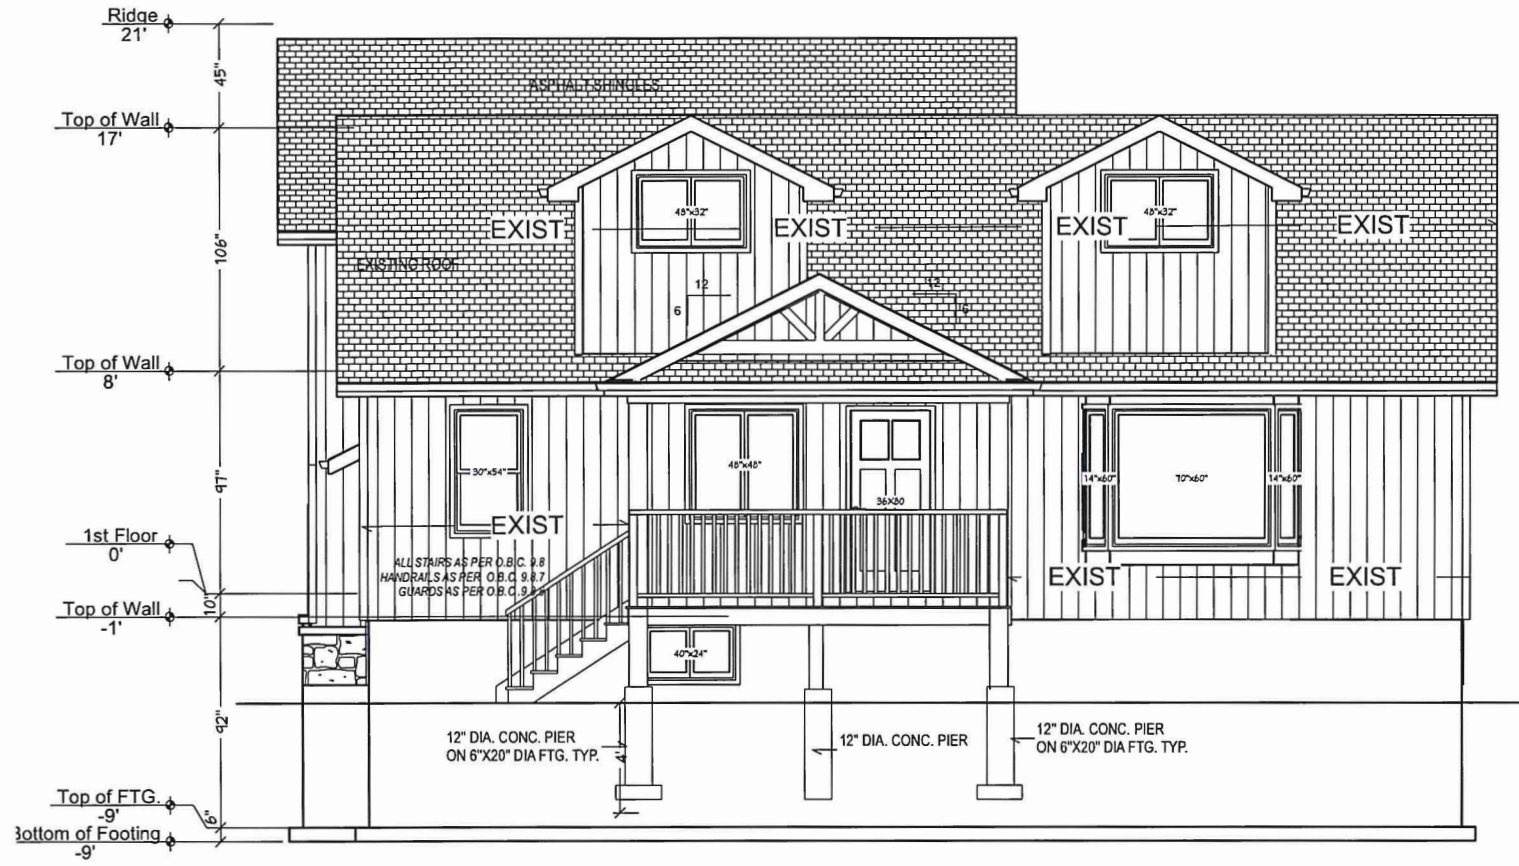 Ridge
21'
45"
ASPHALT SHINGLES
Top of Wall
17'
48"x32"
48"x32"
EXIST
EXIST
EXIST
EXIST
106"
EXISTING ROOF
12
6
12
6
Top of Wall
8'
97"
30"x54"
48"x48"
36X80
14"x60"
70"x60"
14"x60"
EXIST
1st Floor
0'
ALL STAIRS AS PER O.B.C. 9.8
HANDRAILS AS PER O.B.C. 9.8.7
GUARDS AS PER O.B.C.
EXIST
EXIST
10"
Top of Wall
-1'
40"x24"
92"
12" DIA. CONC. PIER
ON 6"X20" DIA FTG. TYP.
4'
12" DIA. CONC. PIER
12" DIA. CONC. PIER
ON 6"X20" DIA FTG. TYP.
Top of FTG.
-9'
6"
Bottom of Footing
-9'